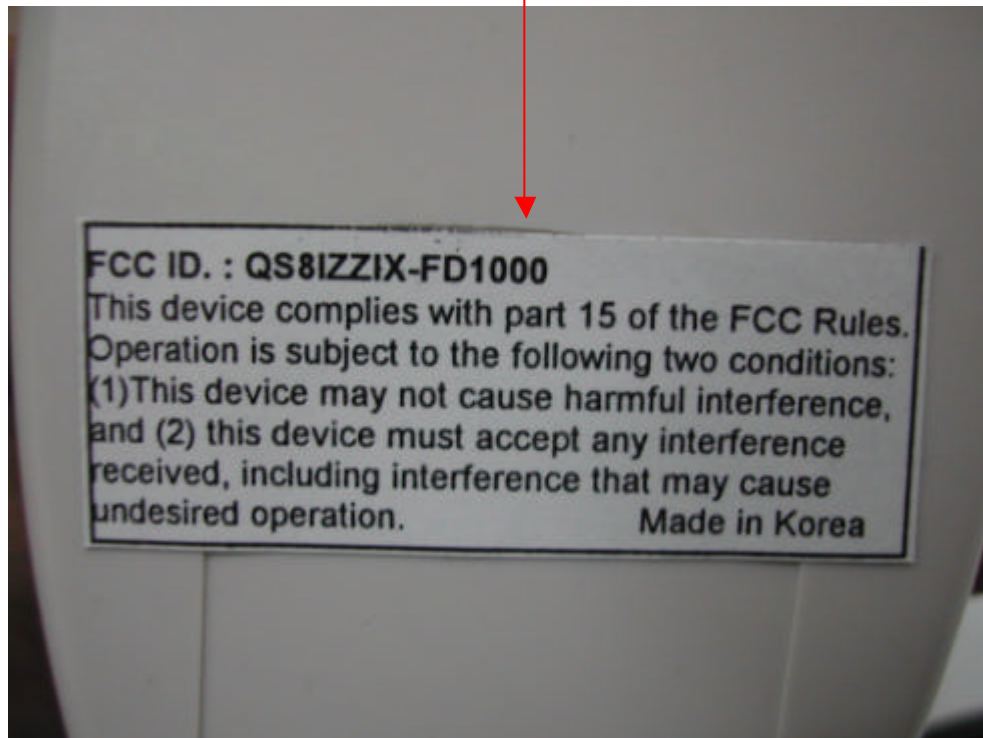 FCC ID. : QS8IZZIX-FD1000
This device complies with part 15 of the FCC Rules.
Operation is subject to the following two conditions:
(1)This device may not cause harmful interference,
and (2) this device must accept any interference
received, including interference that may cause
undesired operation. Made in Korea